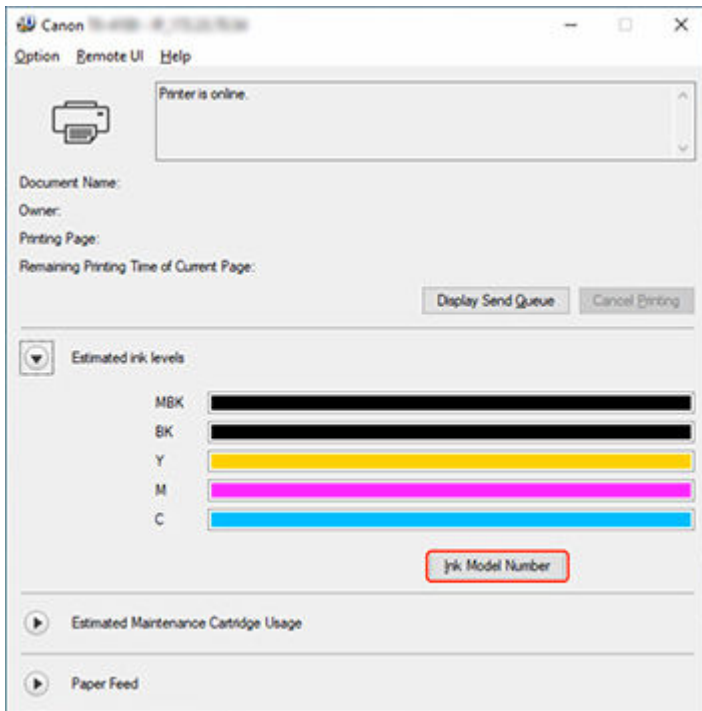 Canon
Option Remote UI Help
Printer is online.
Document Name:
Owner:
Printing Page:
Remaining Printing Time of Current Page:
Display Send Queue Cancel Printing
Estimated ink levels
MBK
BK
Y
M
C
Ink Model Number
Estimated Maintenance Cartridge Usage
Paper Feed